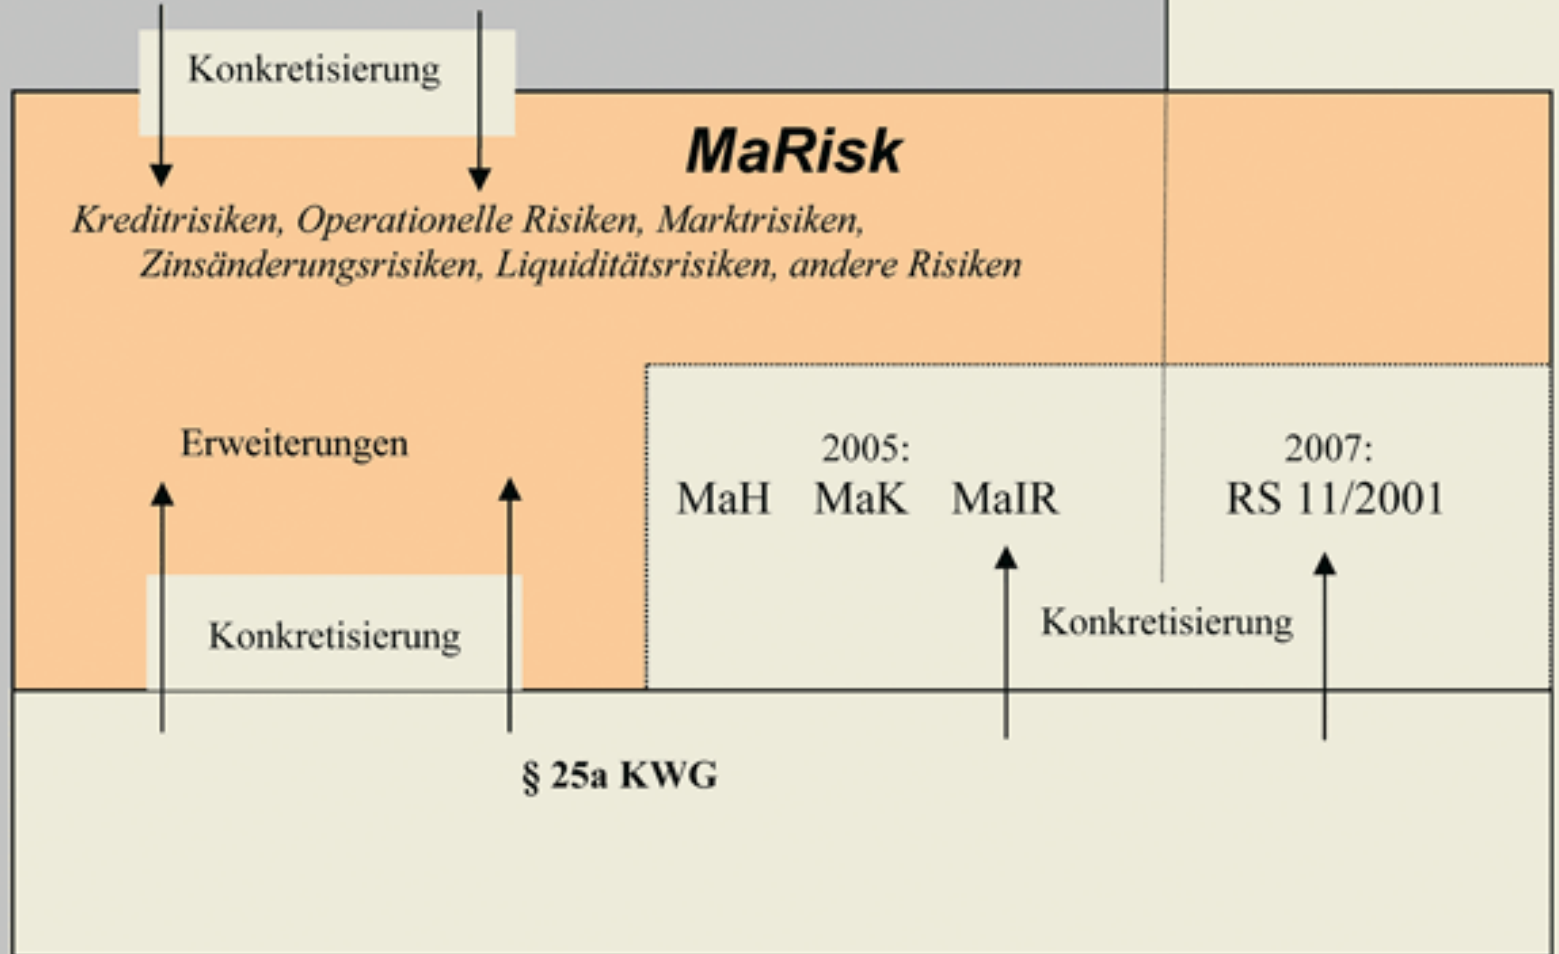 Konkretisierung
MaRisk
Kreditrisiken, Operationelle Risiken, Marktrisiken,
Zinsänderungsrisiken, Liquiditätsrisiken, andere Risiken
Erweiterungen
2005:
MaH MaK MaIR
2007:
RS 11/2001
Konkretisierung
Konkretisierung
§ 25a KWG